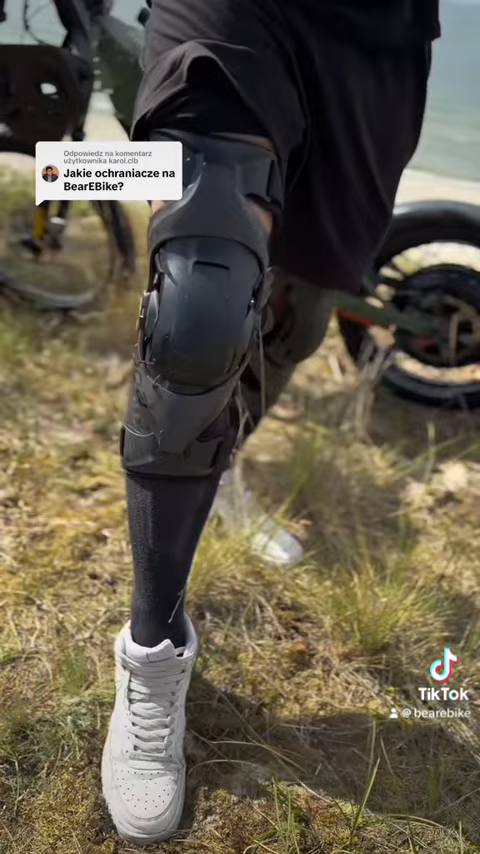 Odpowiedz na komentarz
użytkownika karol.clb
Jakie ochraniacze na
BearEBike?
TikTok
@bearebike